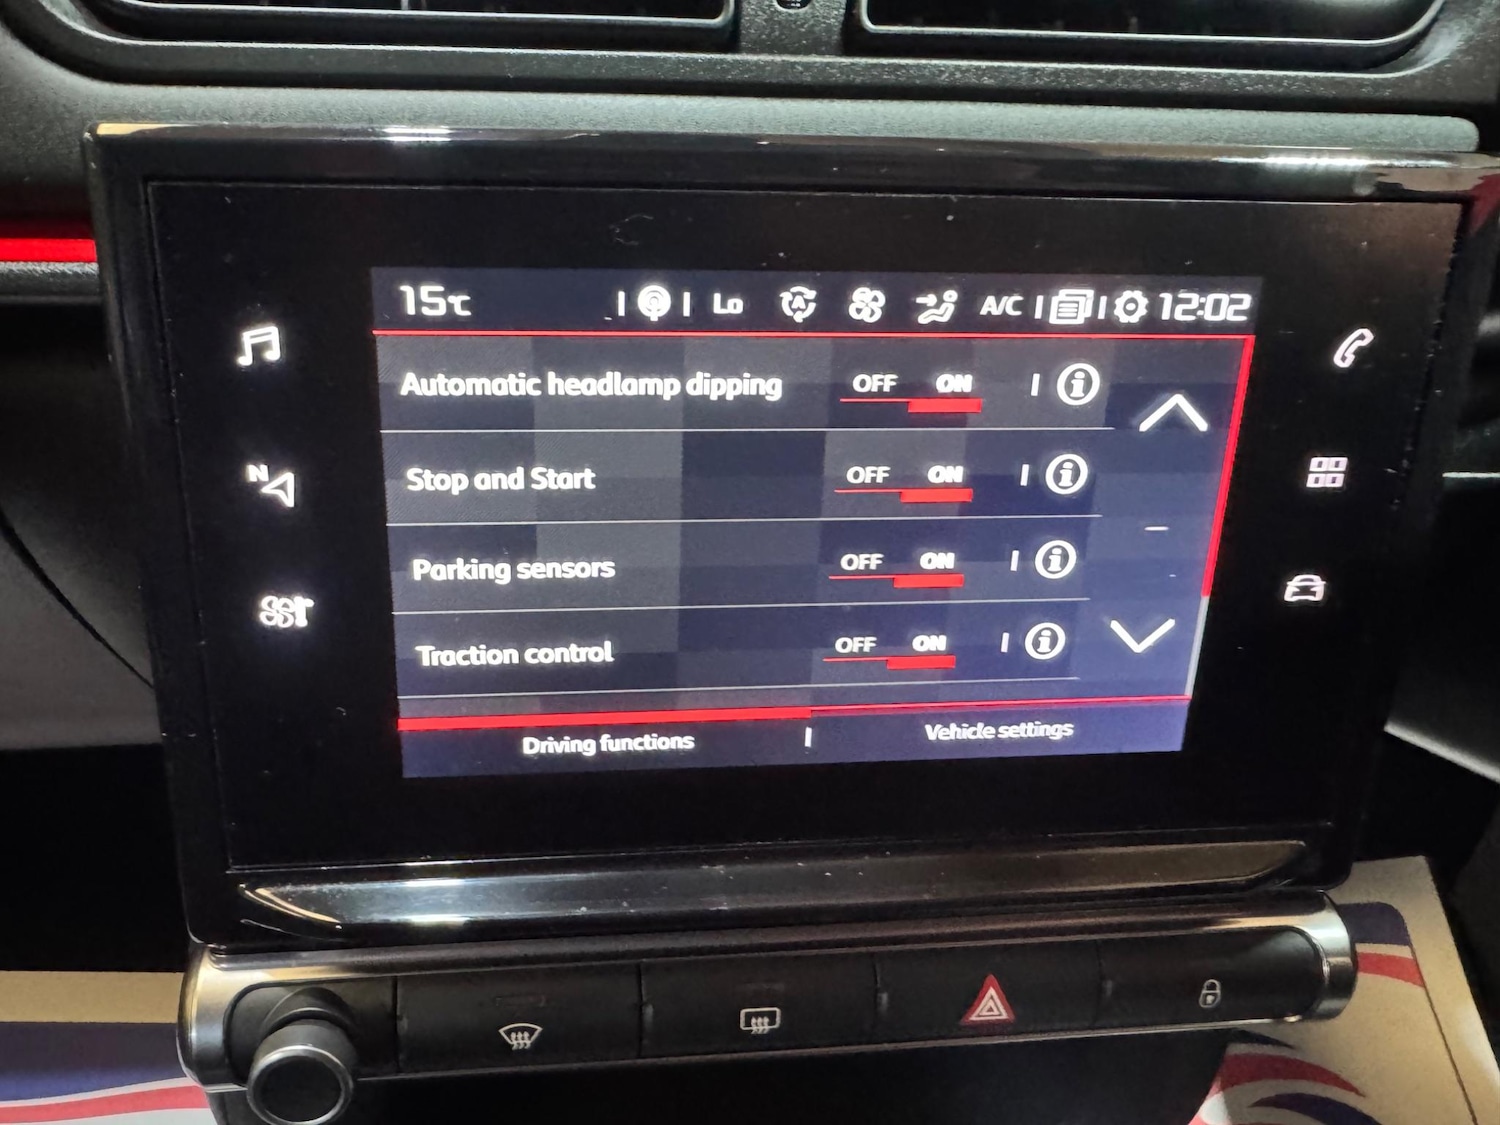 15°C Lo A A/C 12:02
Automatic headlamp dipping OFF ON i
Stop and Start OFF ON i
Parking sensors OFF ON i
Traction control OFF ON i
Driving functions Vehicle settings
N